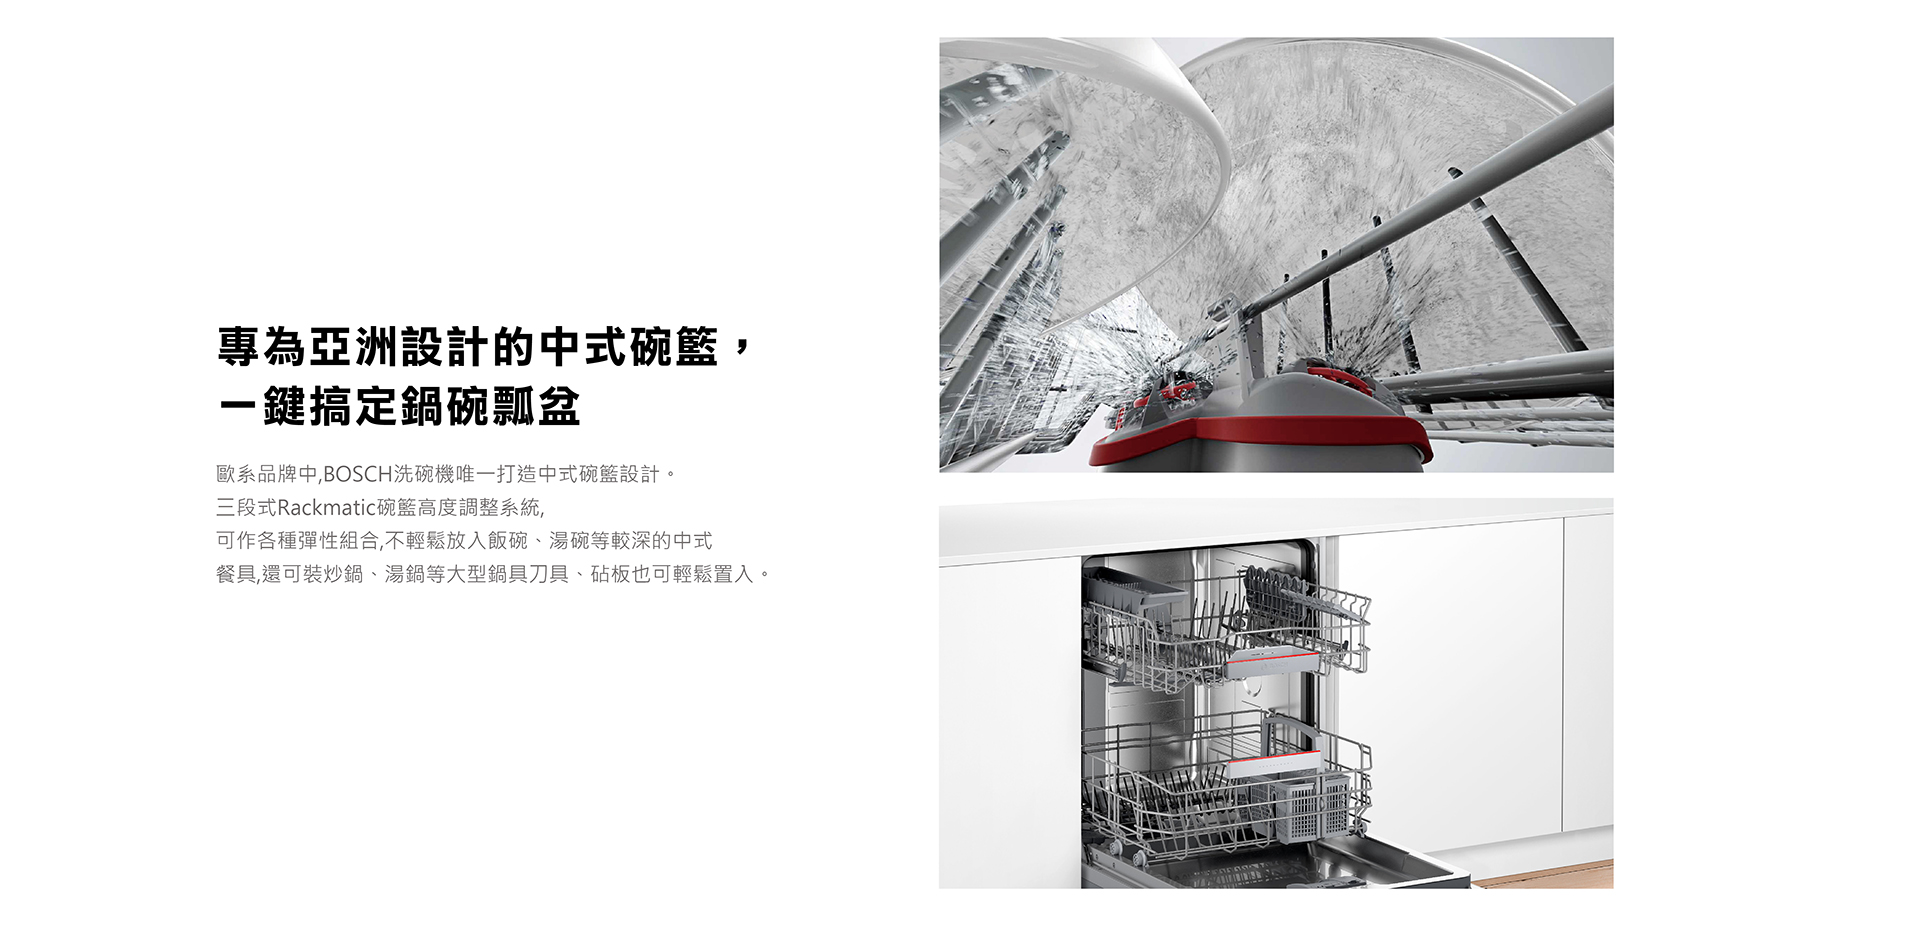 專為亞洲設計的中式碗籃，
一鍵搞定鍋碗瓢盆
歐系品牌中,BOSCH洗碗機唯一打造中式碗籃設計。
三段式Rackmatic碗籃高度調整系統,
可作各種彈性組合,不輕鬆放入飯碗、湯碗等較深的中式
餐具,還可裝炒鍋、湯鍋等大型鍋具刀具、砧板也可輕鬆置入。